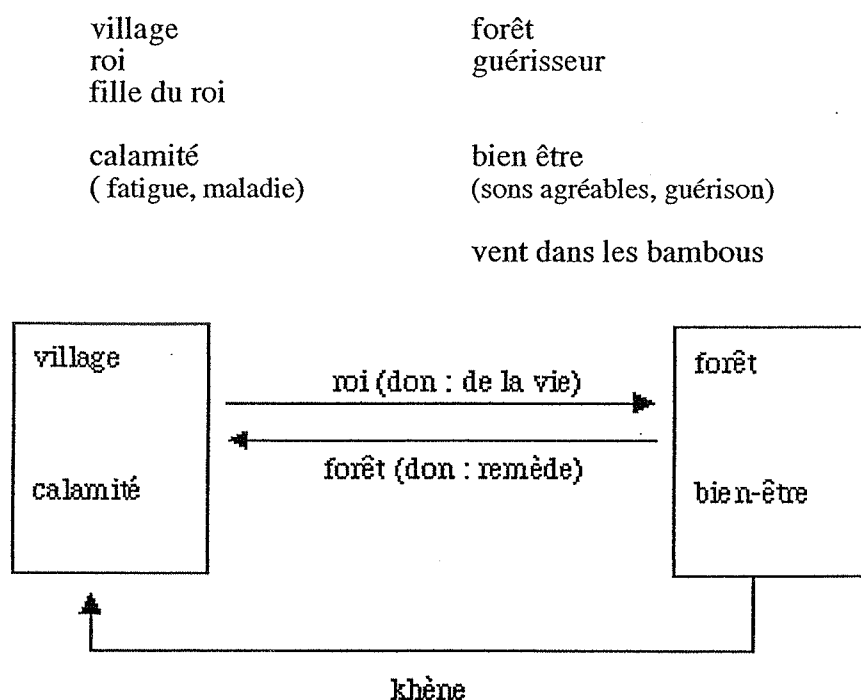 village
roi
fille du roi
calamité
( fatigue, maladie)
forêt
guérisseur
bien être
(sons agréables, guérison)
vent dans les bambous
village
calamité
roi (don : de la vie)
forêt (don : remède)
forêt
bien-être
khène